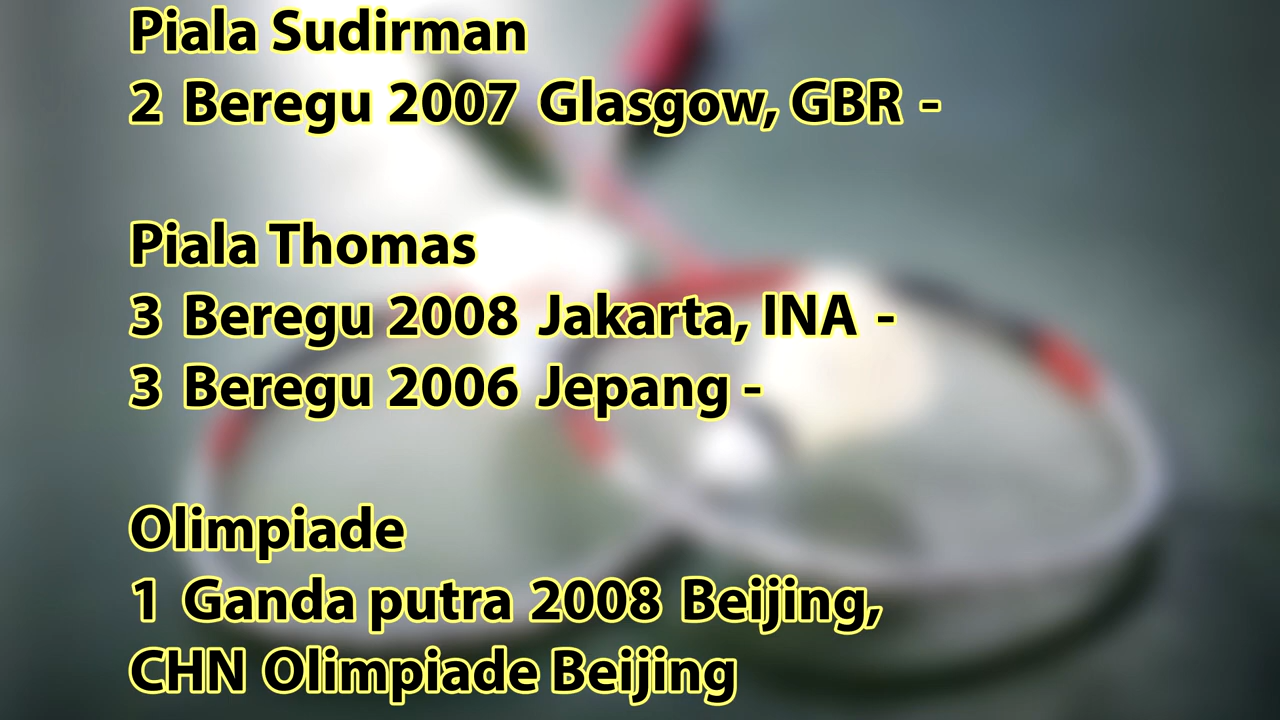 Piala Sudirman
2 Beregu 2007 Glasgow, GBR -
Piala Thomas
3 Beregu 2008 Jakarta, INA -
3 Beregu 2006 Jepang -
Olimpiade
1 Ganda putra 2008 Beijing,
CHN Olimpiade Beijing